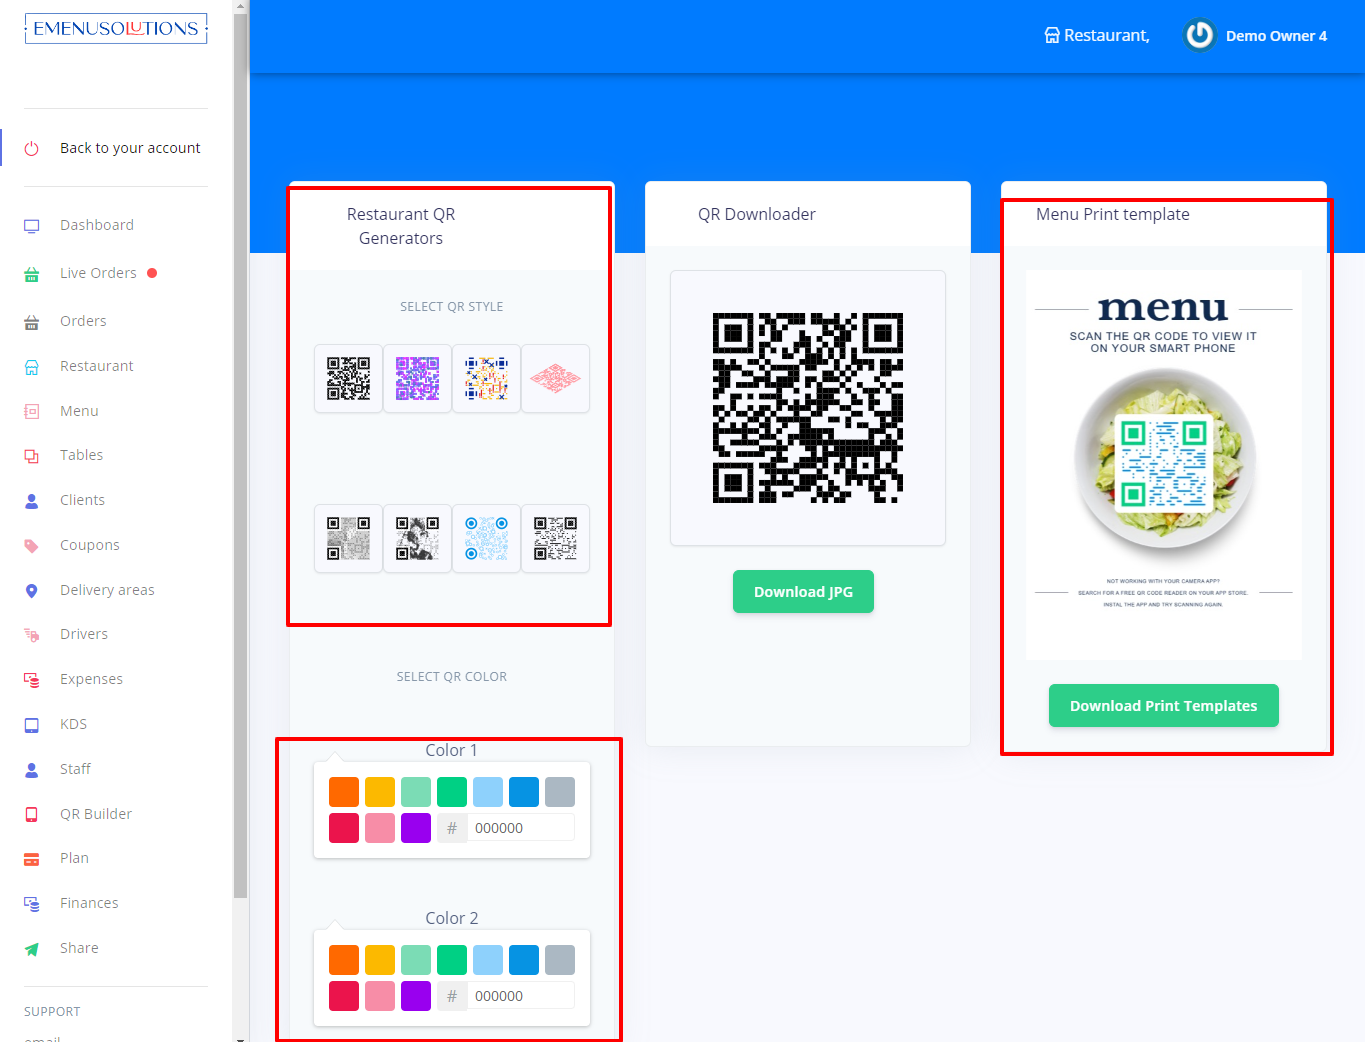 EMENUSOLUTIONS
Restaurant,
Demo Owner 4
Back to your account
Dashboard
Live Orders
Orders
Restaurant
Menu
Tables
Clients
Coupons
Delivery areas
Drivers
Expenses
KDS
Staff
QR Builder
Plan
Finances
Share
SUPPORT
email
Restaurant QR
Generators
SELECT QR STYLE
SELECT QR COLOR
Color 1
# 000000
Color 2
# 000000
QR Downloader
Download JPG
Menu Print template
menu
SCAN THE QR CODE TO VIEW IT
ON YOUR SMART PHONE
NOT WORKING WITH YOUR CAMERA APP?
SEARCH FOR A FREE QR CODE READER ON YOUR APP STORE.
INSTAL THE APP AND TRY SCANNING AGAIN.
Download Print Templates